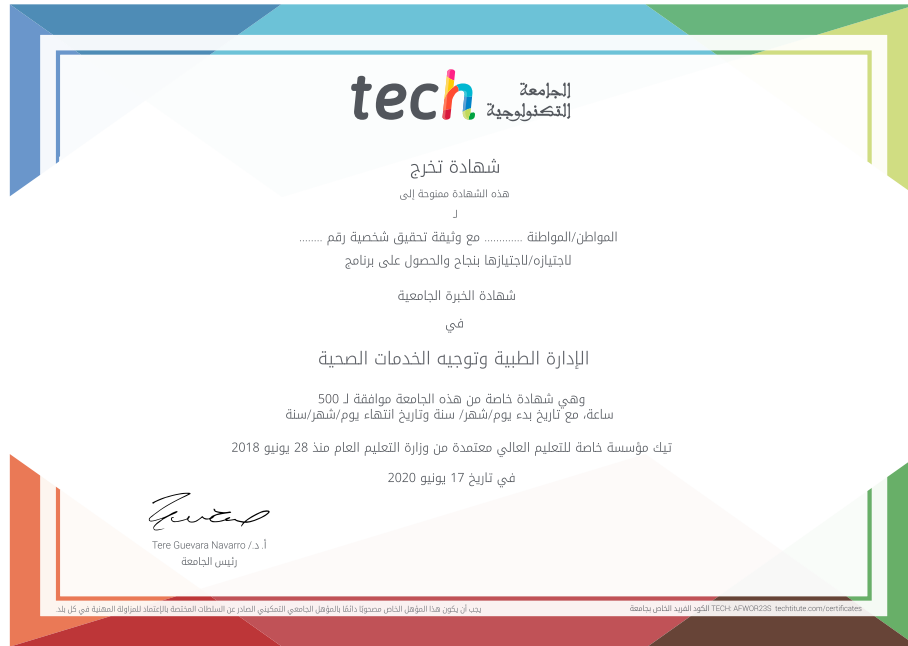 tech الجامعة
التكنولوجية
شهادة تخرج
هذه الشهادة ممنوحة إلى
لـ
المواطن/المواطنة ............ مع وثيقة تحقيق شخصية رقم ........
لاجتيازه/لاجتيازها بنجاح والحصول على برنامج
شهادة الخبرة الجامعية
في
الإدارة الطبية وتوجيه الخدمات الصحية
وهي شهادة خاصة من هذه الجامعة موافقة لـ 500
ساعة، مع تاريخ بدء يوم/شهر/ سنة وتاريخ انتهاء يوم/شهر/سنة
تيك مؤسسة خاصة للتعليم العالي معتمدة من وزارة التعليم العام منذ 28 يونيو 2018
في تاريخ 17 يونيو 2020
أ. د./ Tere Guevara Navarro
رئيس الجامعة
يجب أن يكون هذا المؤهل الخاص مصحوبًا دائمًا بالمؤهل الجامعي التمكيني الصادر عن السلطات المختصة بالإعتماد للمزاولة المهنية في كل بلد.
الكود الفريد الخاص بجامعة TECH: AFWOR23S techtitute.com/certificates